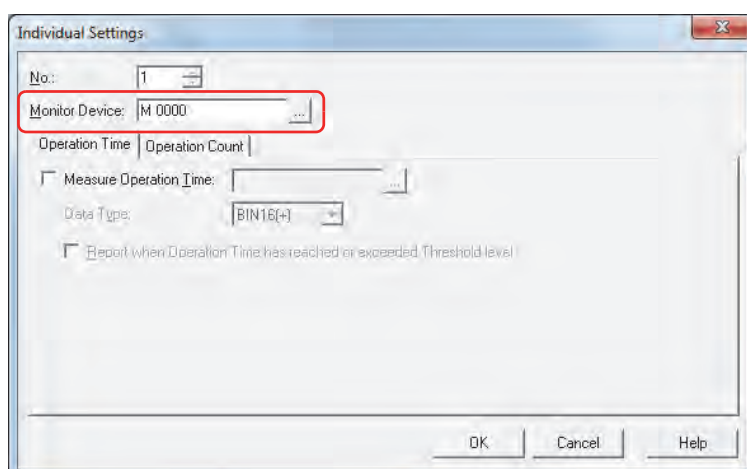 Individual Settings
No.: 1
Monitor Device: M 0000 ...
Operation Time Operation Count
Measure Operation Time: ...
Data Type: BIN16(+)
Report when Operation Time has reached or exceeded Threshold level
OK Cancel Help